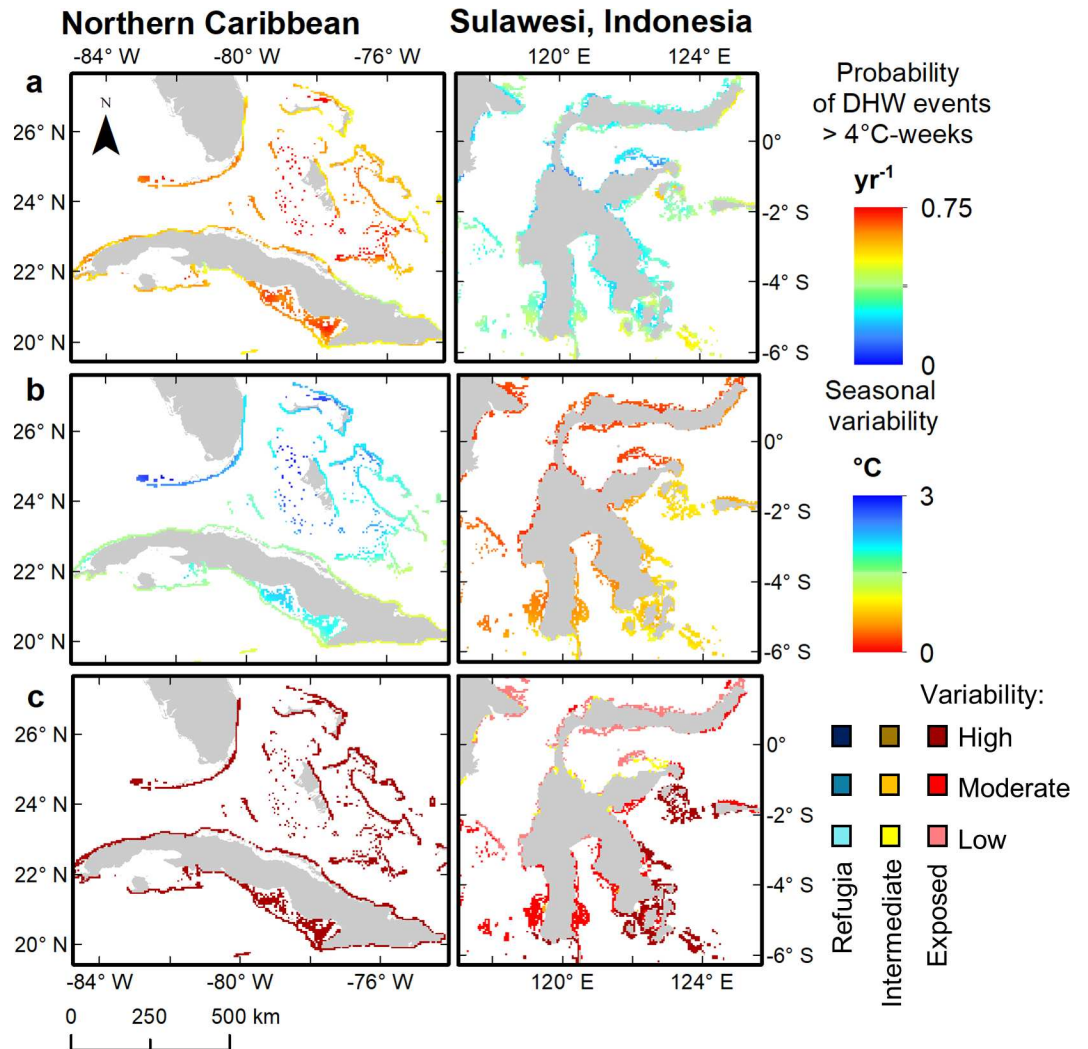 Northern Caribbean
Sulawesi, Indonesia
-84° W -80° W -76° W
120° E 124° E
a
N
26° N
24° N
22° N
20° N
0°
-2° S
-4° S
-6° S
Probability
of DHW events
> 4°C-weeks
yr-1
0.75
0
b
26° N
24° N
22° N
20° N
0°
-2° S
-4° S
-6° S
Seasonal
variability
°C
3
0
c
26° N
24° N
22° N
20° N
0°
-2° S
-4° S
-6° S
Variability:
High
Moderate
Low
Refugia
Intermediate
Exposed
-84° W -80° W -76° W
120° E 124° E
0 250 500 km